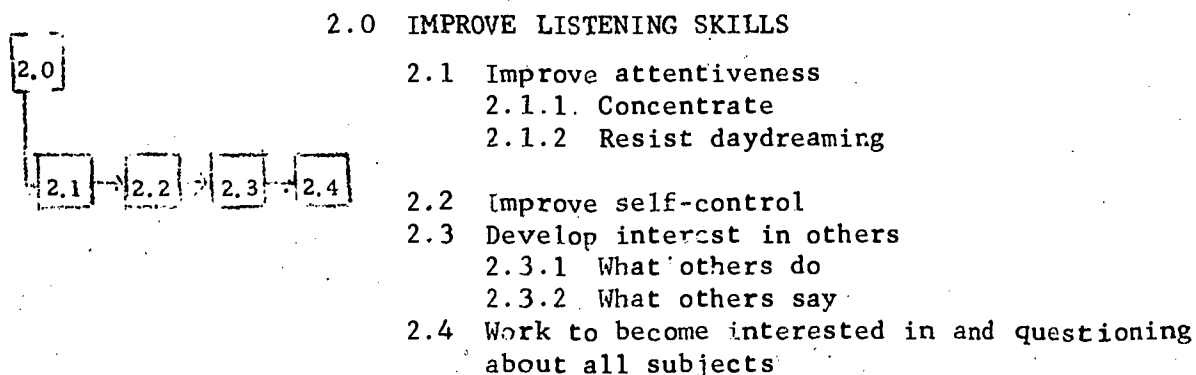 2.0 IMPROVE LISTENING SKILLS
2.0
2.1 Improve attentiveness
2.1.1. Concentrate
2.1.2 Resist daydreaming
2.1 2.2 2.3 2.4
2.2 Improve self-control
2.3 Develop interest in others
2.3.1 What others do
2.3.2 What others say
2.4 Work to become interested in and questioning
about all subjects